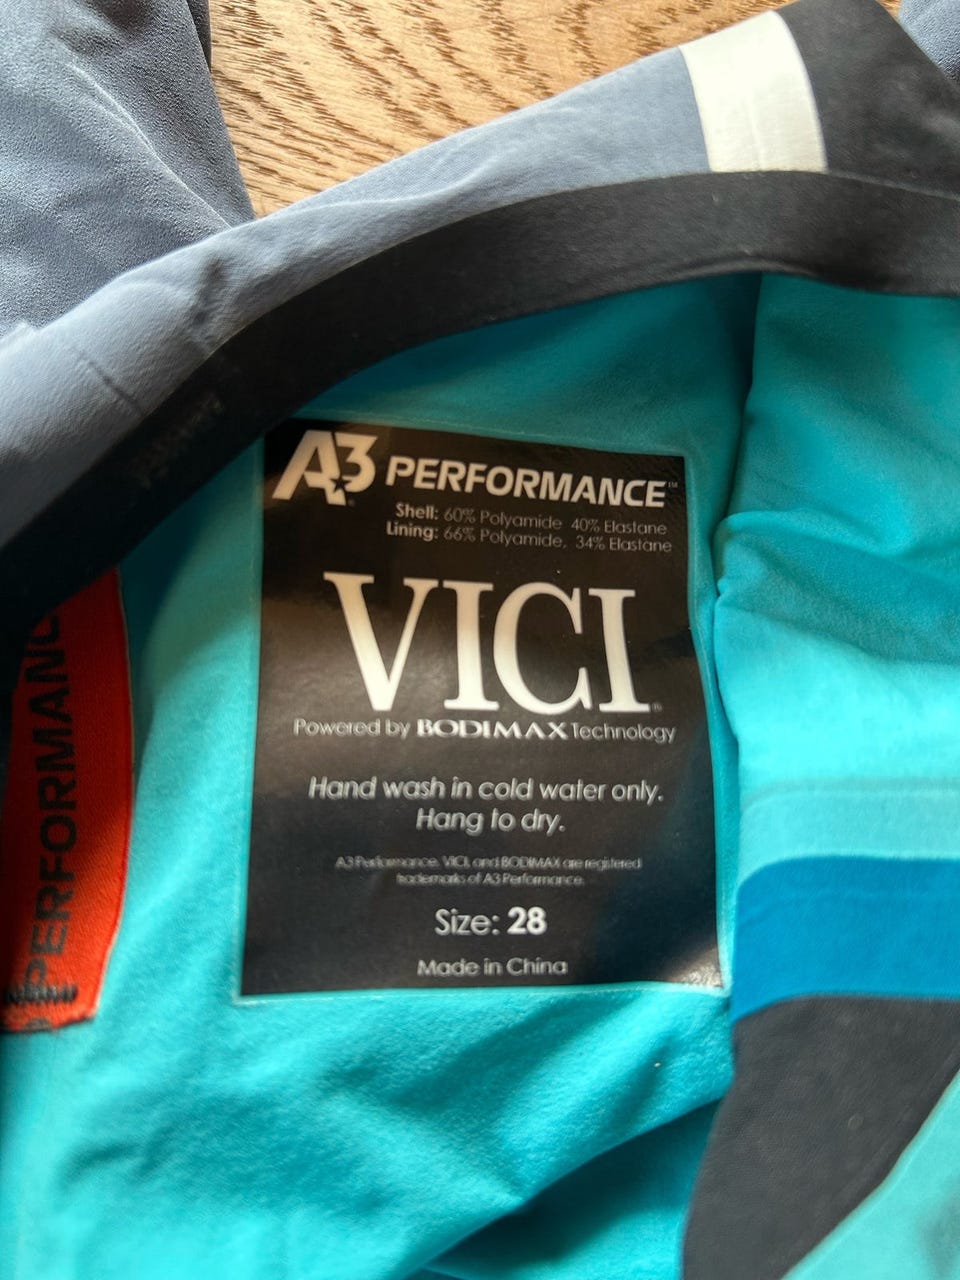 A3 PERFORMANCE™
Shell: 60% Polyamide 40% Elastane
Lining: 66% Polyamide, 34% Elastane
VICI®
Powered by BODIMAX Technology
Hand wash in cold water only.
Hang to dry.
A3 Performance, VICI, and BODIMAX are registered
trademarks of A3 Performance.
Size: 28
Made in China
PERFORMANC